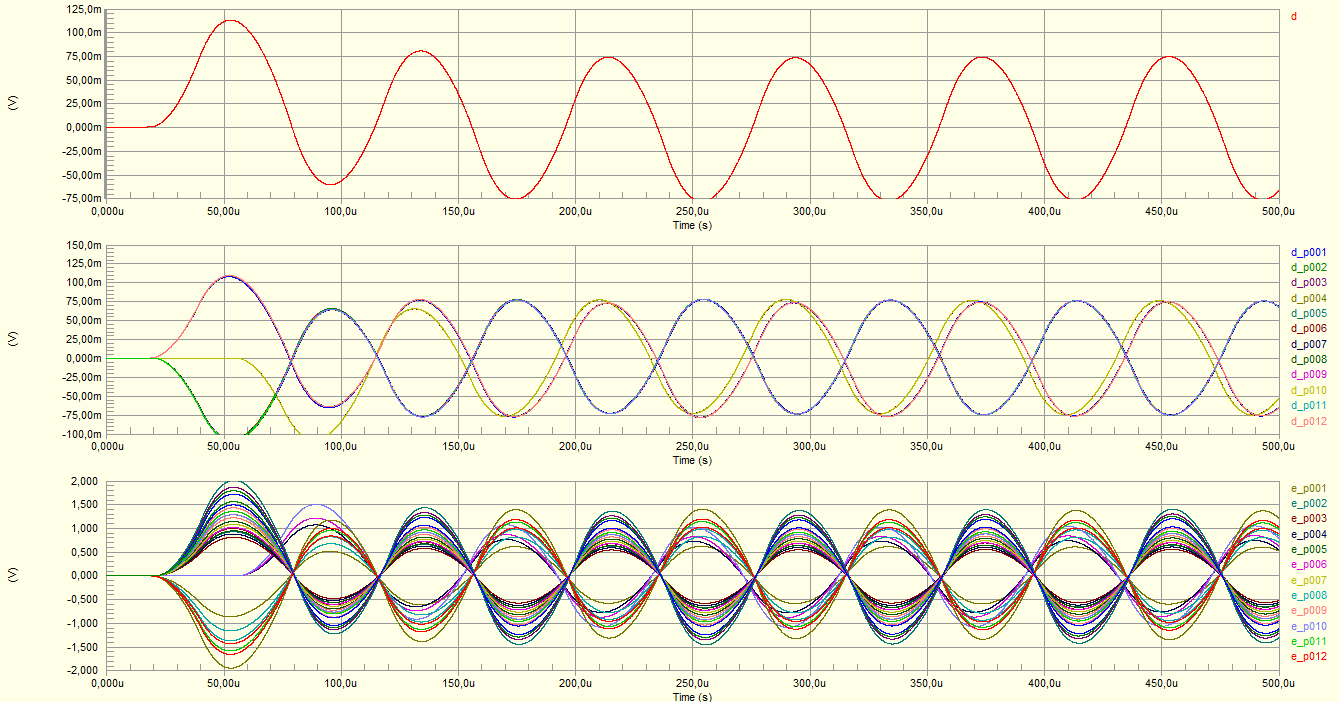 125,0m
d
100,0m
75,00m
50,00m
(V)
25,00m
0,000m
-25,00m
-50,00m
-75,00m
0,000u 50,00u 100,0u 150,0u 200,0u 250,0u 300,0u 350,0u 400,0u 450,0u 500,0u
Time (s)
150,0m
d_p001
125,0m
d_p002
100,0m
d_p003
75,00m
d_p004
50,00m
d_p005
(V)
25,00m
d_p006
d_p007
0,000m
d_p008
-25,00m
d_p009
-50,00m
d_p010
-75,00m
d_p011
d_p012
-100,0m
0,000u 50,00u 100,0u 150,0u 200,0u 250,0u 300,0u 350,0u 400,0u 450,0u 500,0u
Time (s)
2,000
e_p001
1,500
e_p002
e_p003
1,000
e_p004
0,500
e_p005
e_p006
(V)
0,000
e_p007
-0,500
e_p008
e_p009
-1,000
e_p010
e_p011
-1,500
e_p012
-2,000
0,000u 50,00u 100,0u 150,0u 200,0u 250,0u 300,0u 350,0u 400,0u 450,0u 500,0u
Time (s)